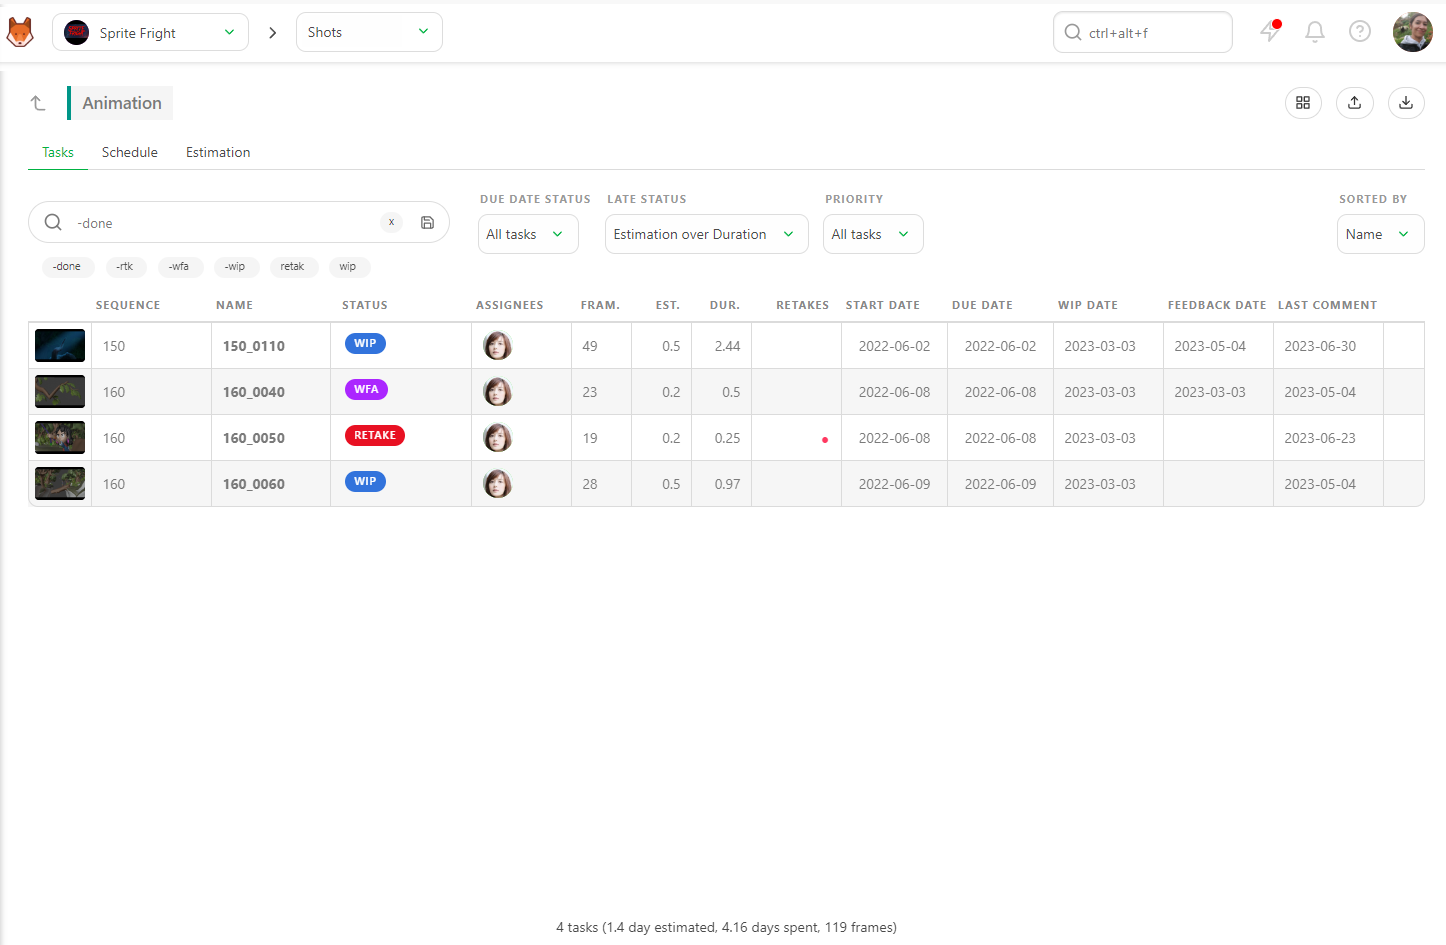 Sprite Fright
Shots
ctrl+alt+f
Animation
Tasks Schedule Estimation
DUE DATE STATUS LATE STATUS PRIORITY SORTED BY
-done x All tasks Estimation over Duration All tasks Name
-done -rtk -wfa -wip retak wip
SEQUENCE NAME STATUS ASSIGNEES FRAM. EST. DUR. RETAKES START DATE DUE DATE WIP DATE FEEDBACK DATE LAST COMMENT
150 150_0110 WIP 49 0.5 2.44 2022-06-02 2022-06-02 2023-03-03 2023-05-04 2023-06-30
160 160_0040 WFA 23 0.2 0.5 2022-06-08 2022-06-08 2023-03-03 2023-03-03 2023-05-04
160 160_0050 RETAKE 19 0.2 0.25 2022-06-08 2022-06-08 2023-03-03 2023-06-23
160 160_0060 WIP 28 0.5 0.97 2022-06-09 2022-06-09 2023-03-03 2023-05-04
4 tasks (1.4 day estimated, 4.16 days spent, 119 frames)